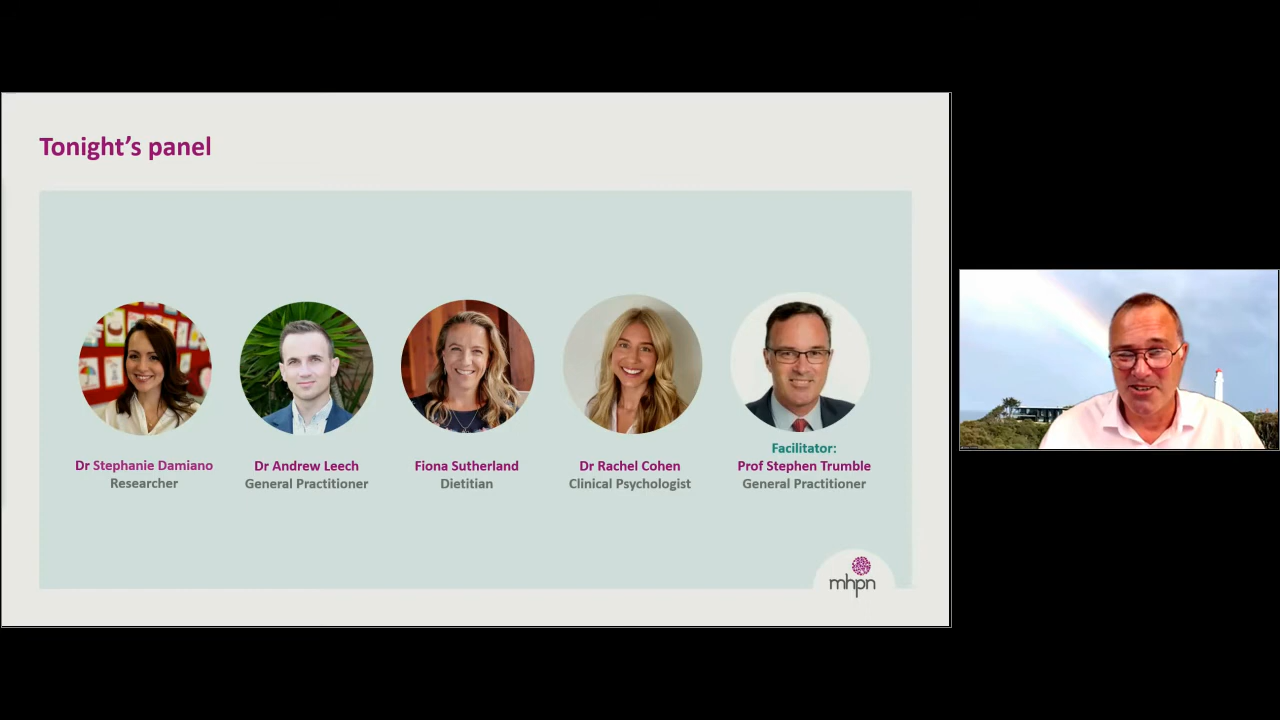 Tonight's panel
Dr Stephanie Damiano
Researcher
Dr Andrew Leech
General Practitioner
Fiona Sutherland
Dietitian
Dr Rachel Cohen
Clinical Psychologist
Facilitator:
Prof Stephen Trumble
General Practitioner
mhpn